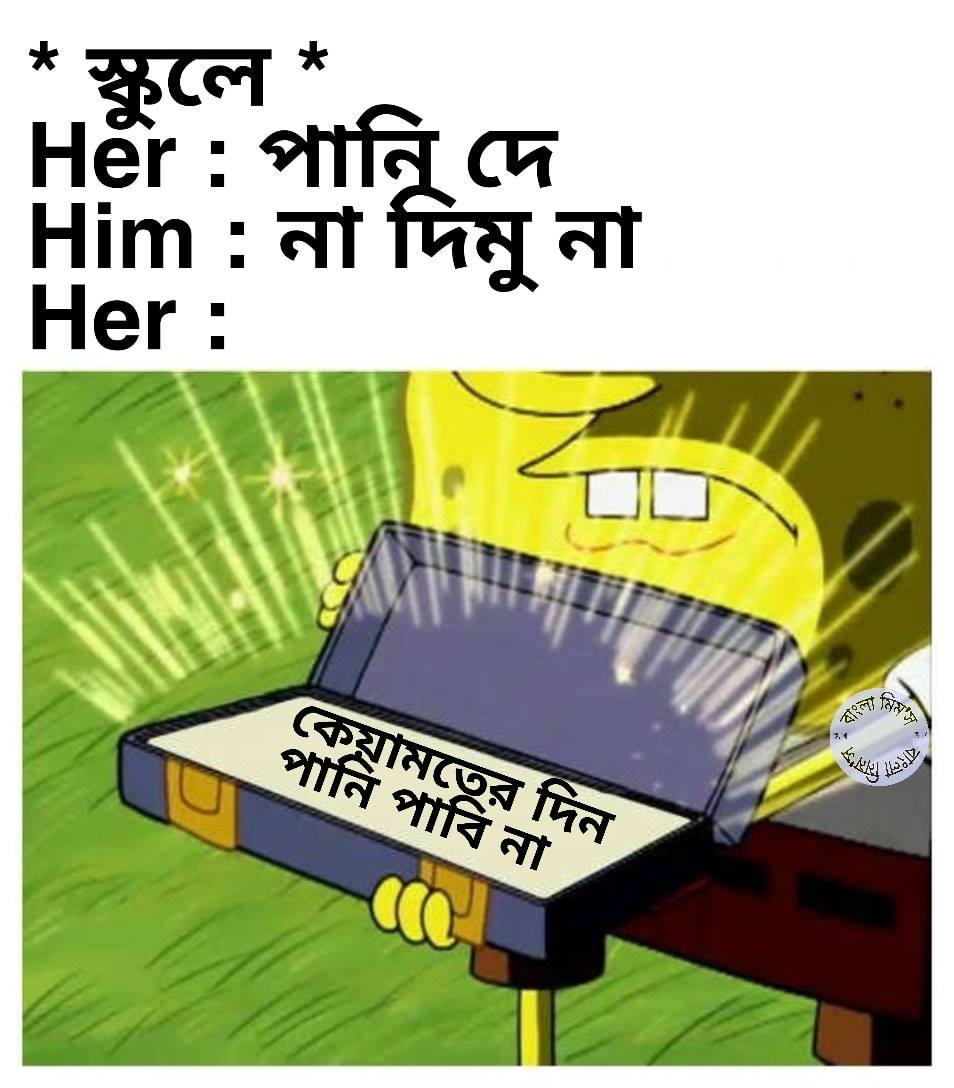 * স্কুলে *
Her : পানি দে
Him : না দিমু না
Her :
কেয়ামতের দিন
পানি পাবি না
বাংলা মিম'স
বাংলা মিম'স